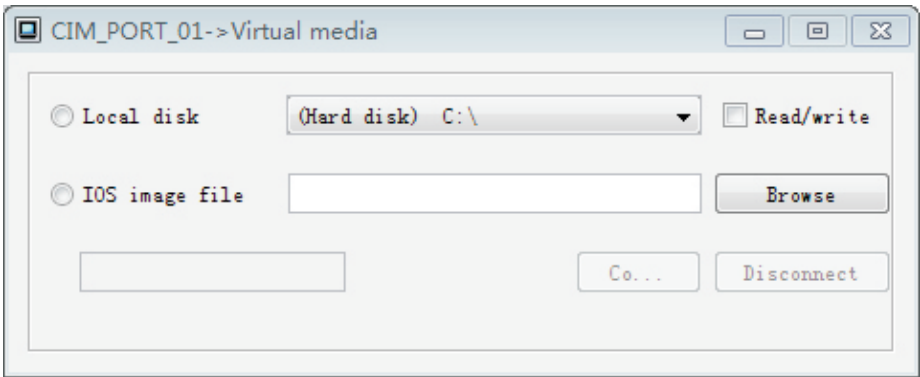 CIM_PORT_01->Virtual media
Local disk (Hard disk) C:\ Read/write
IOS image file Browse
Co... Disconnect